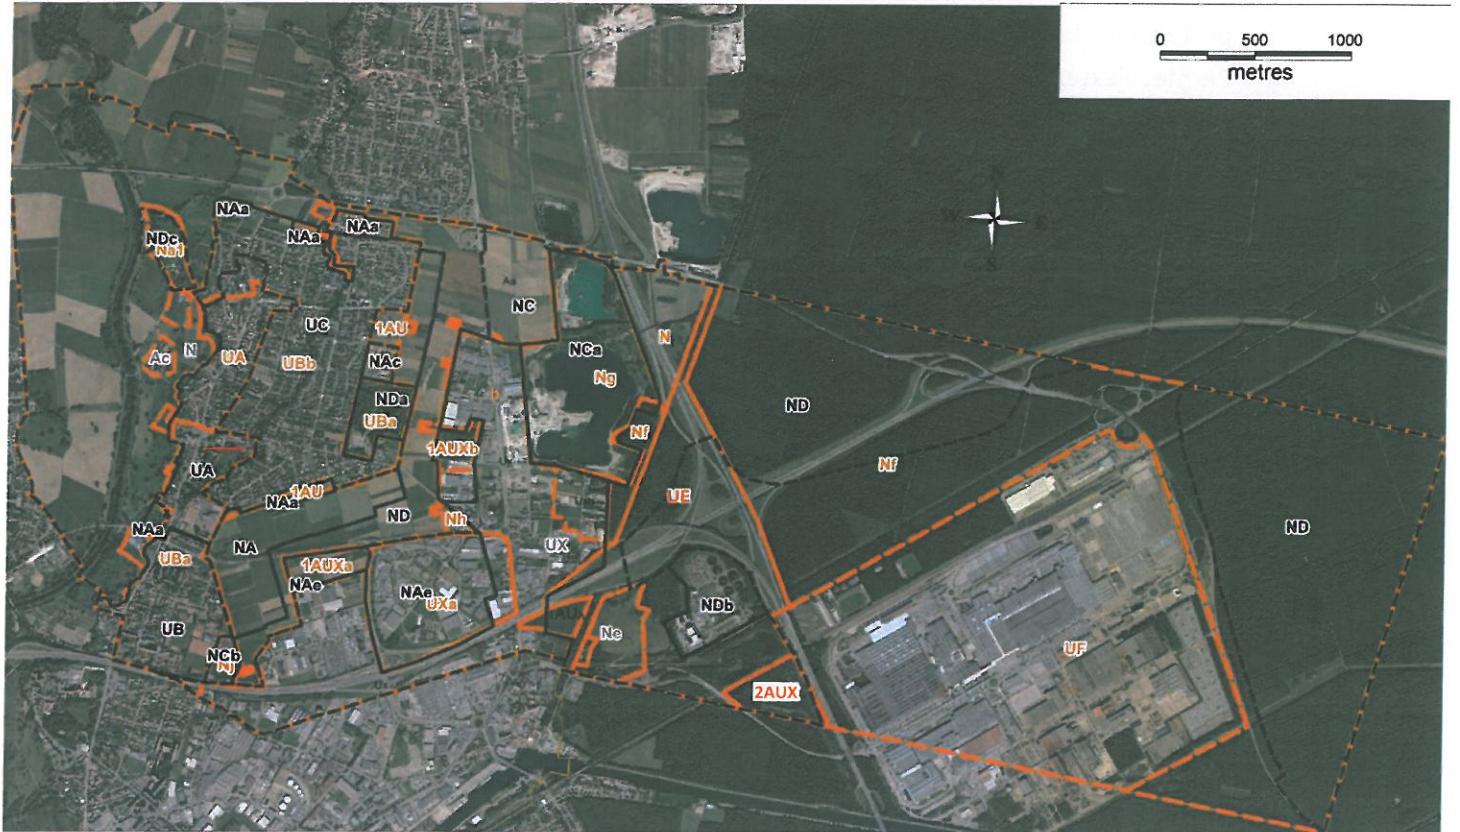 0 500 1000
metres
N
W E
S
NAa
NAa
NAa
NDc
Na1
NC
UC
1AU
N
NCa
Ac
N
UA
UBb
NAc
Ng
NDa
ND
UBa
b
Nf
1AUXb
Nf
UA
1AU
UE
NAa
ND
Nh
ND
NAa
NA
UX
UBa
1AUXa
NAe
NAe
UXa
NDb
UB
Ne
NCb
Nj
UF
2AUX